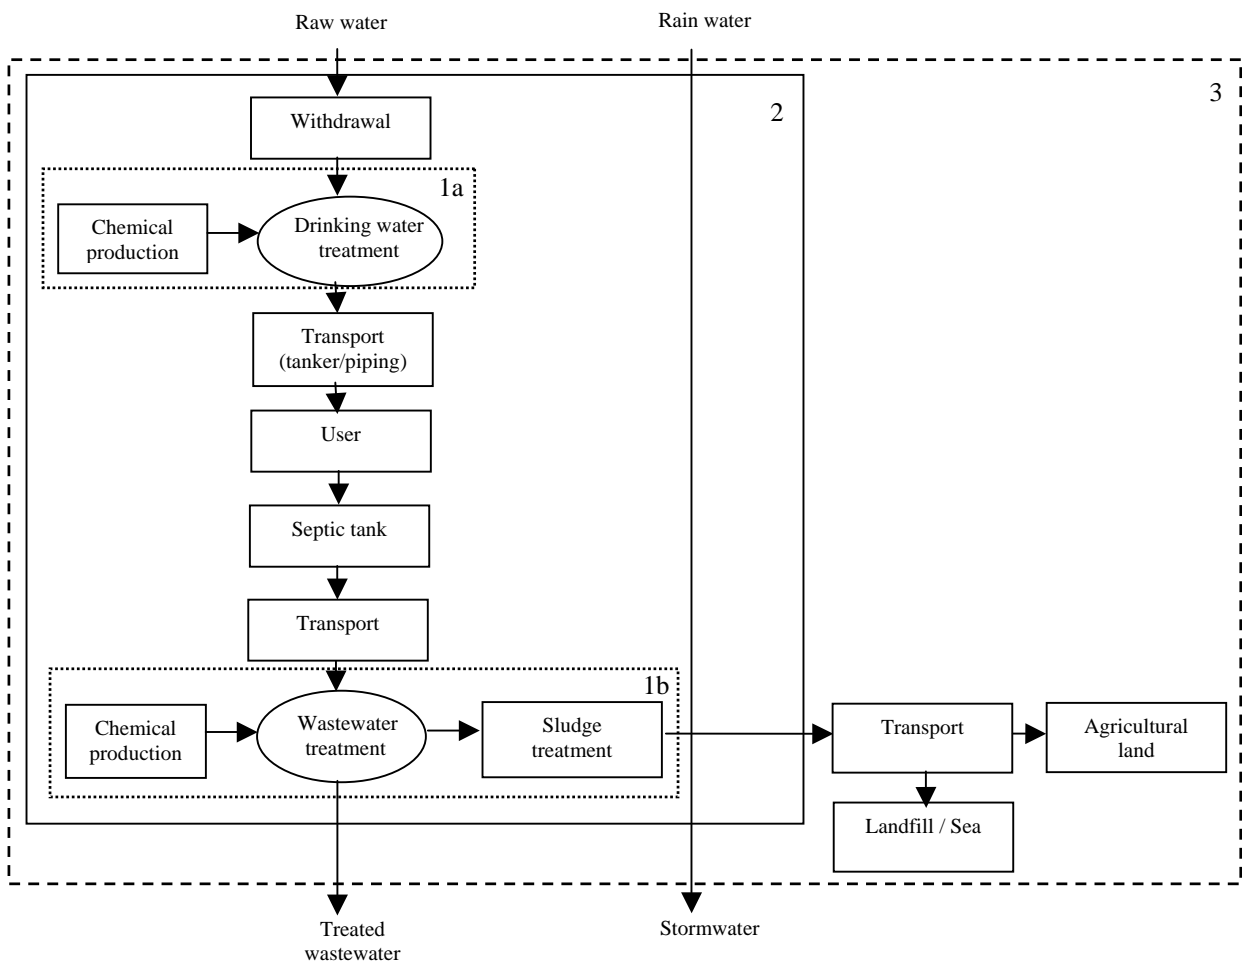 Raw water
Rain water
3
2
Withdrawal
1a
Chemical
production
Drinking water
treatment
Transport
(tanker/piping)
User
Septic tank
Transport
1b
Chemical
production
Wastewater
treatment
Sludge
treatment
Transport
Agricultural
land
Landfill / Sea
Treated
wastewater
Stormwater